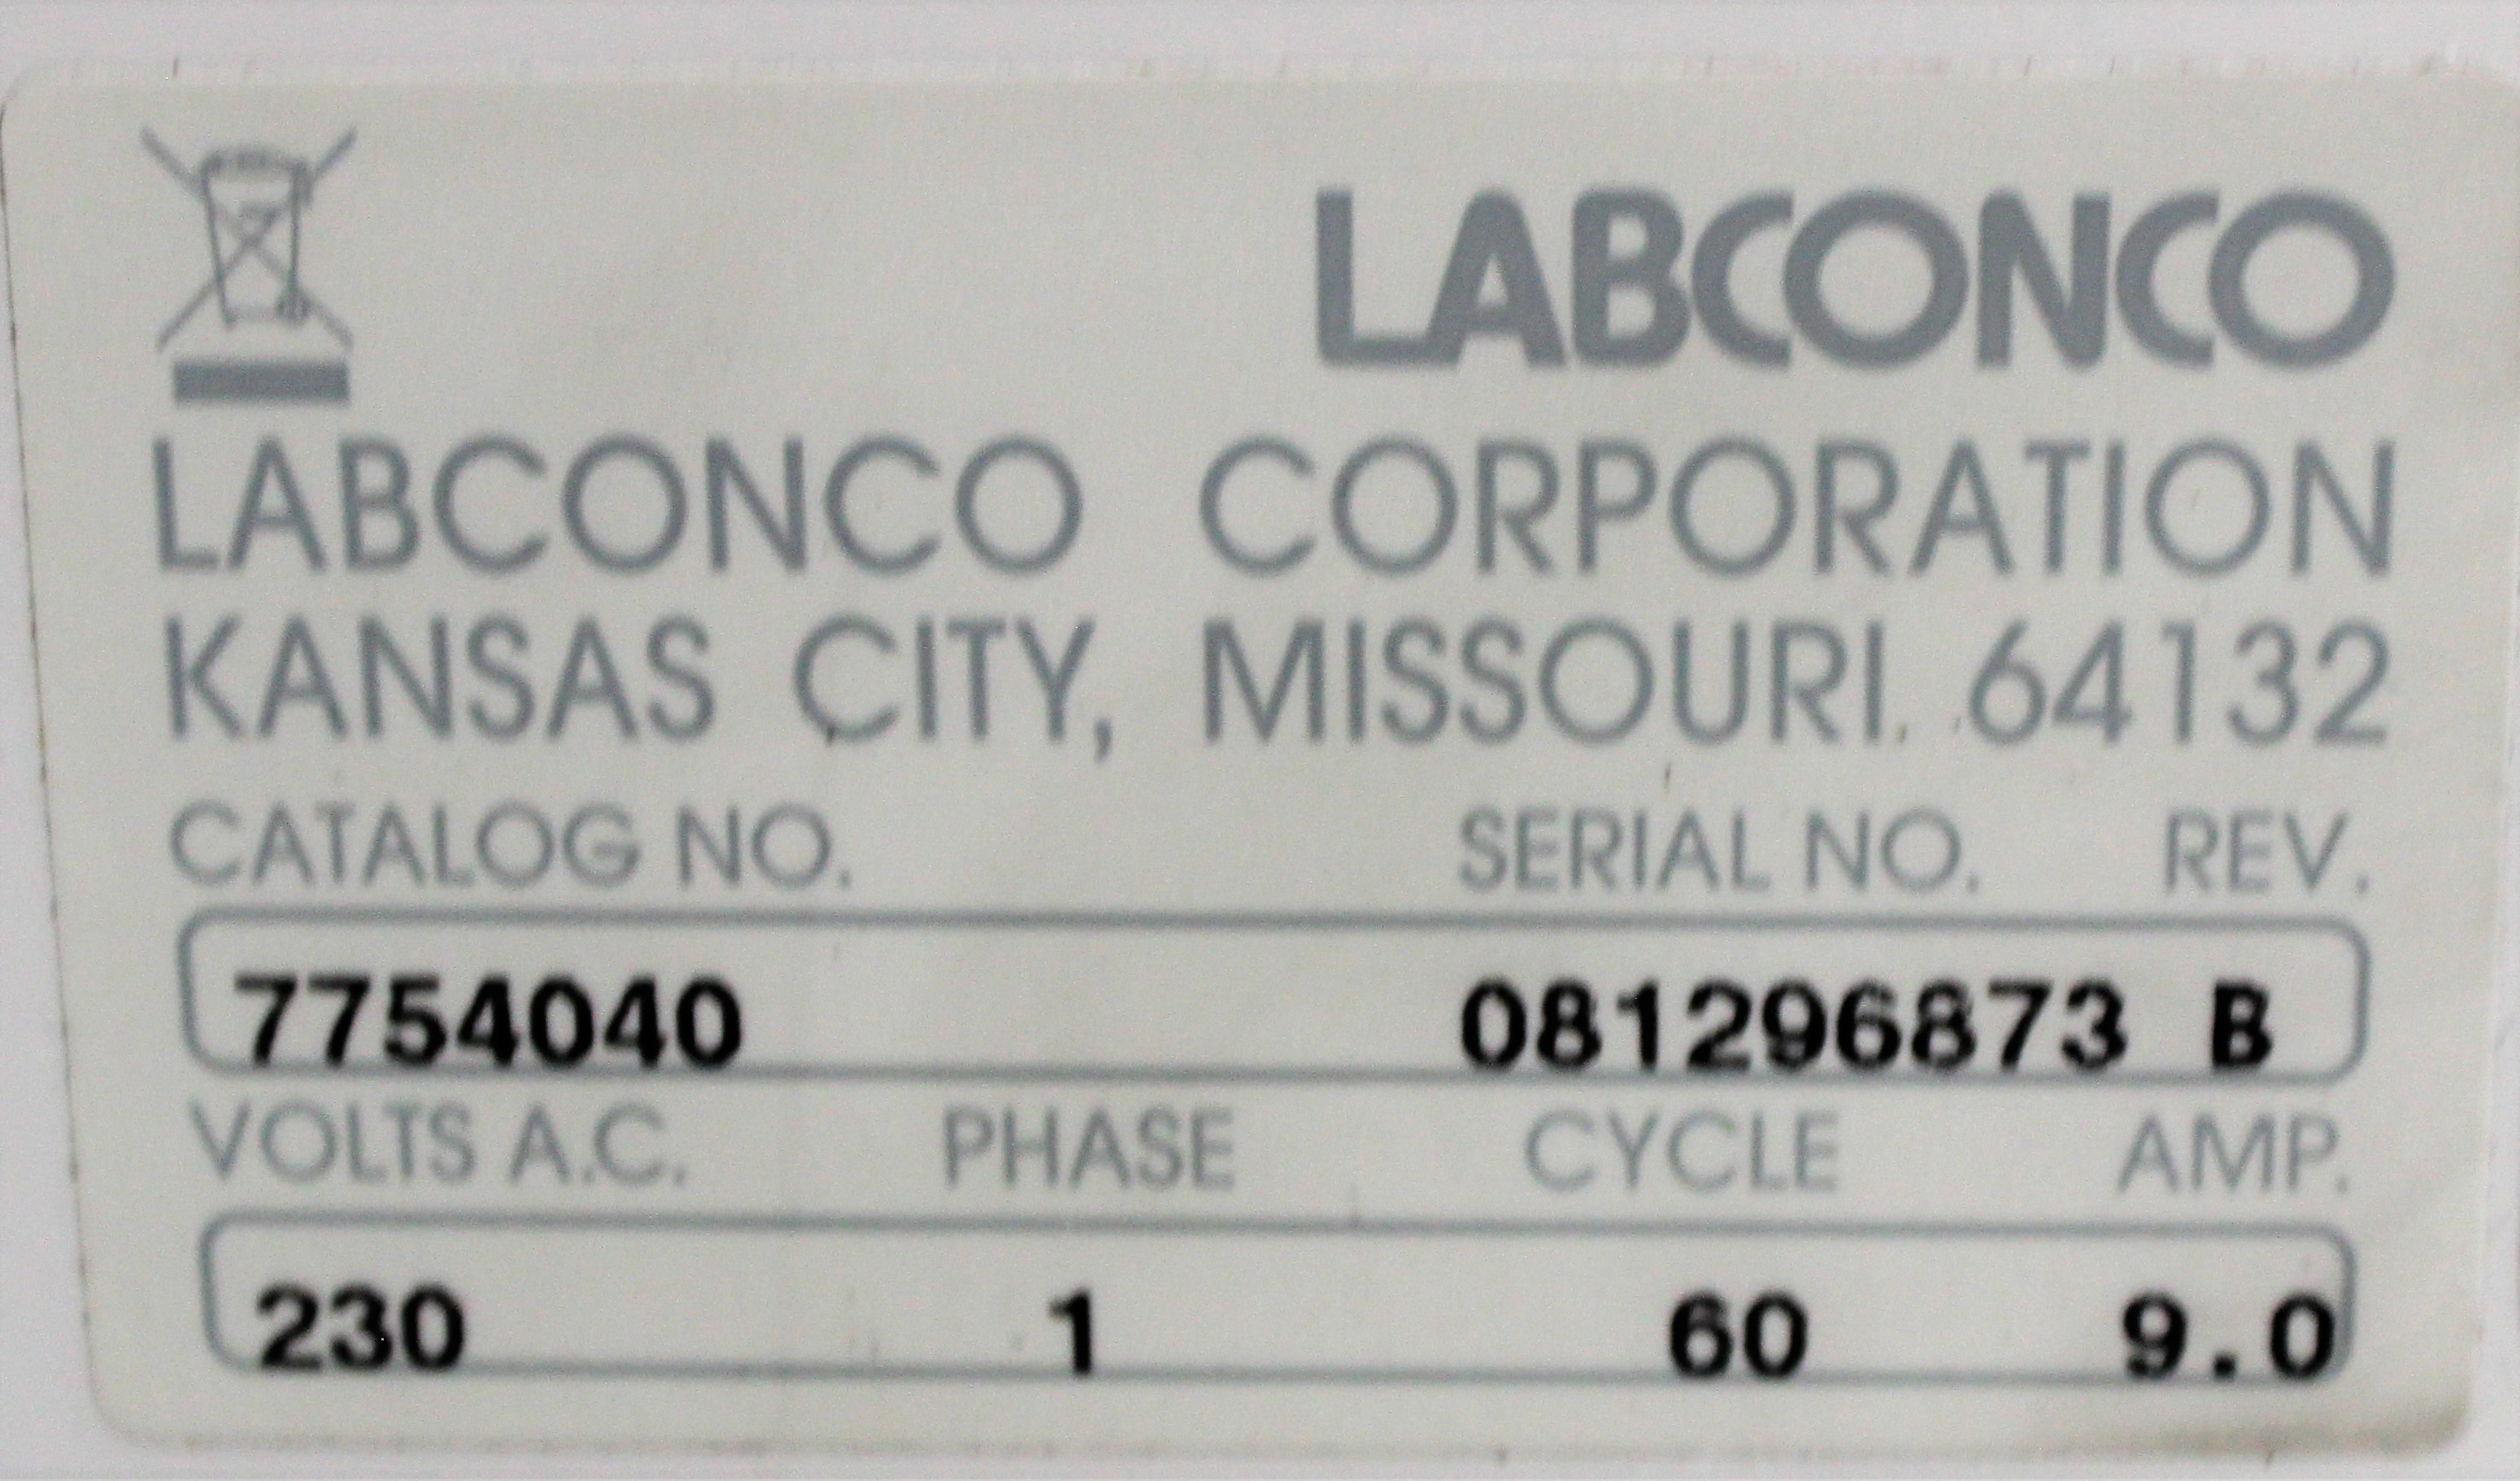 LABCONCO
LABCONCO CORPORATION
KANSAS CITY, MISSOURI. 64132
CATALOG NO. SERIAL NO. REV.
7754040 081296873 B
VOLTS A.C. PHASE CYCLE AMP.
230 1 60 9.0